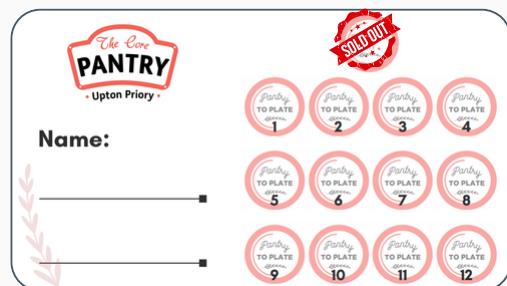 The Core
PANTRY
Upton Priory
SOLD OUT
Name:
Pantry
TO PLATE
1
Pantry
TO PLATE
2
Pantry
TO PLATE
3
Pantry
TO PLATE
4
Pantry
TO PLATE
5
Pantry
TO PLATE
6
Pantry
TO PLATE
7
Pantry
TO PLATE
8
Pantry
TO PLATE
9
Pantry
TO PLATE
10
Pantry
TO PLATE
11
Pantry
TO PLATE
12